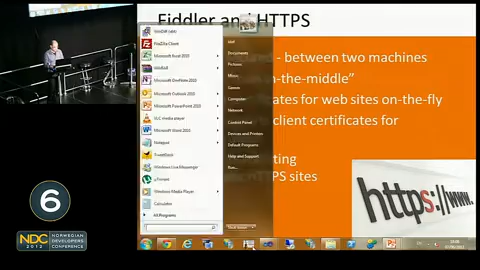 Fiddler and HTTPS
- between two machines
n-the-middle"
ates for web sites on-the-fly
client certificates for
ting
HTTPS sites
WinDiff (x64)
FileZilla Client
Microsoft Excel 2010
Microsoft OneNote 2010
Microsoft Outlook 2010
Microsoft PowerPoint 2010
VLC media player
Microsoft Word 2010
Notepad
TweetDeck
Windows Live Messenger
µTorrent
Windows Media Player
Calculator
All Programs
Documents
Pictures
Music
Games
Computer
Network
Control Panel
Devices and Printers
Default Programs
Help and Support
Run...
https://www.
6
NDC
2012
NORWEGIAN
DEVELOPERS
CONFERENCE